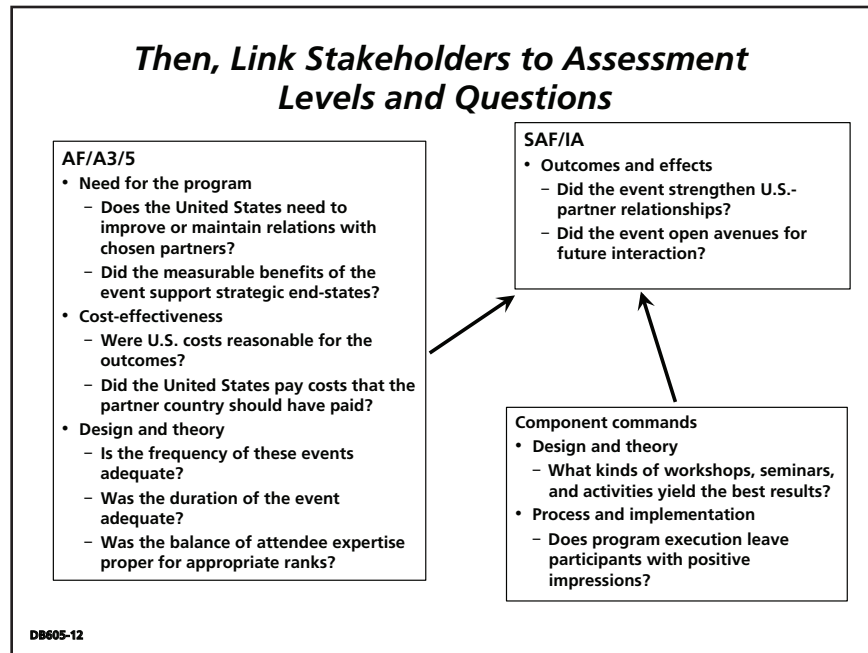 Then, Link Stakeholders to Assessment
Levels and Questions
AF/A3/5
• Need for the program
– Does the United States need to
improve or maintain relations with
chosen partners?
– Did the measurable benefits of the
event support strategic end-states?
• Cost-effectiveness
– Were U.S. costs reasonable for the
outcomes?
– Did the United States pay costs that the
partner country should have paid?
• Design and theory
– Is the frequency of these events
adequate?
– Was the duration of the event
adequate?
– Was the balance of attendee expertise
proper for appropriate ranks?
SAF/IA
• Outcomes and effects
– Did the event strengthen U.S.-
partner relationships?
– Did the event open avenues for
future interaction?
Component commands
• Design and theory
– What kinds of workshops, seminars,
and activities yield the best results?
• Process and implementation
– Does program execution leave
participants with positive
impressions?
DB605-12